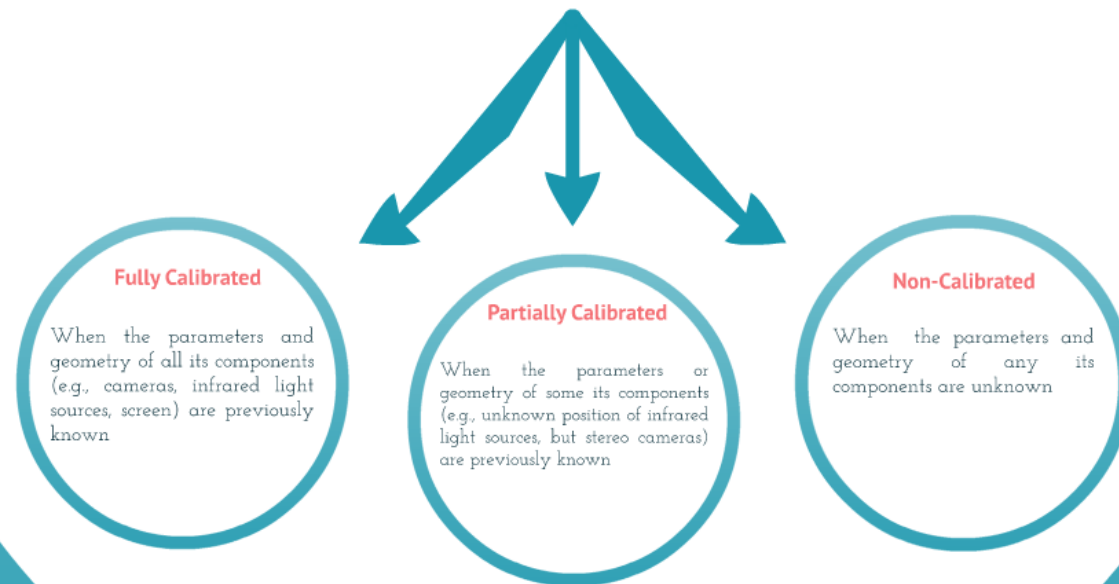 Fully Calibrated
When the parameters and
geometry of all its components
(e.g., cameras, infrared light
sources, screen) are previously
known
Partially Calibrated
When the parameters or
geometry of some its components
(e.g., unknown position of infrared
light sources, but stereo cameras)
are previously known
Non-Calibrated
When the parameters and
geometry of any its
components are unknown